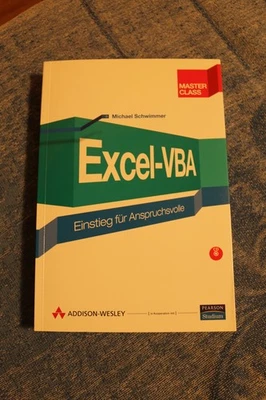 MASTER
CLASS
Michael Schwimmer
Excel-VBA
Einstieg für Anspruchsvolle
ADDISON-WESLEY
PEARSON
Studium